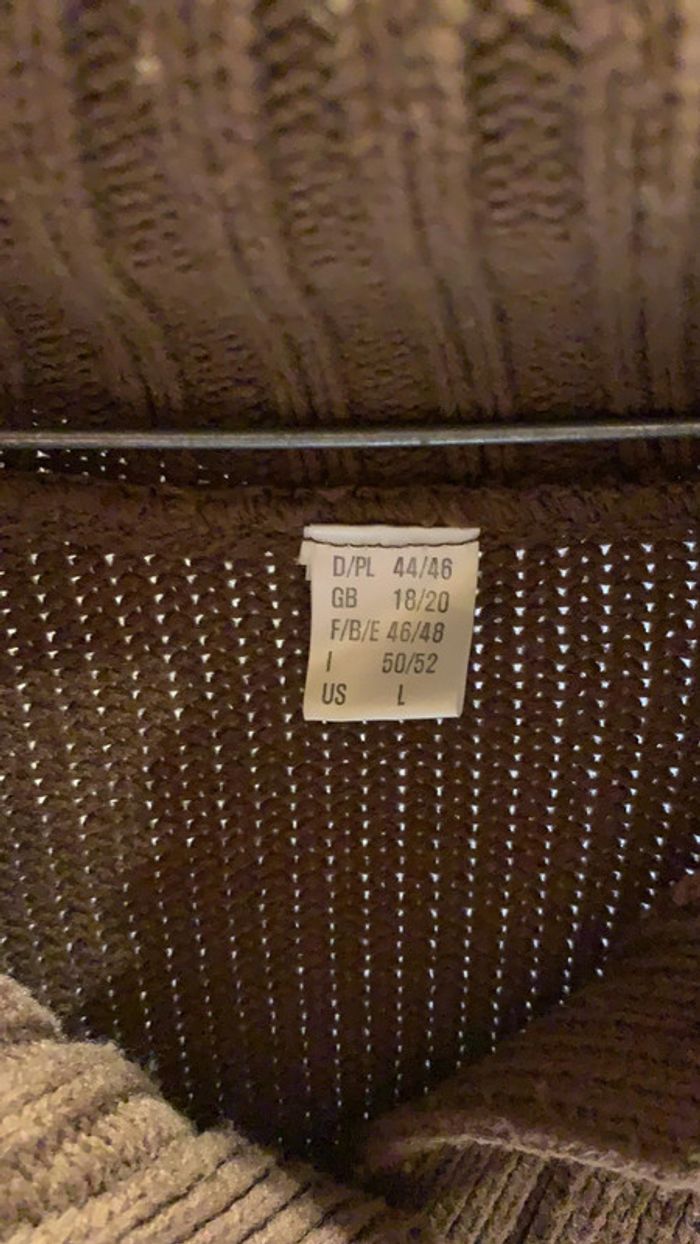 D/PL 44/46
GB 18/20
F/B/E 46/48
I 50/52
US L